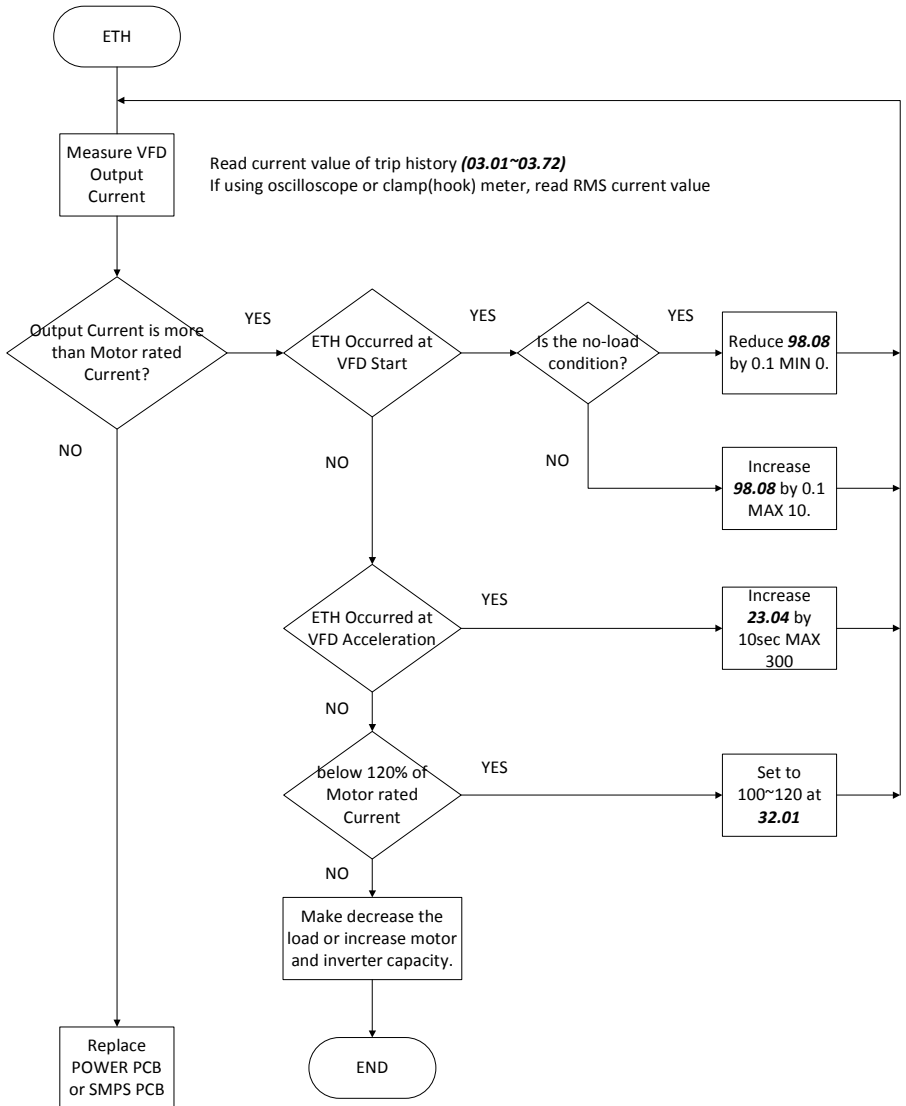 ETH
Measure VFD
Output
Current
Read current value of trip history (03.01~03.72)
If using oscilloscope or clamp(hook) meter, read RMS current value
Output Current is more
than Motor rated
Current?
YES
ETH Occurred at
VFD Start
YES
Is the no-load
condition?
YES
Reduce 98.08
by 0.1 MIN 0.
NO
NO
NO
Increase
98.08 by 0.1
MAX 10.
ETH Occurred at
VFD Acceleration
YES
Increase
23.04 by
10sec MAX
300
NO
below 120% of
Motor rated
Current
YES
Set to
100~120 at
32.01
NO
Make decrease the
load or increase motor
and inverter capacity.
Replace
POWER PCB
or SMPS PCB
END